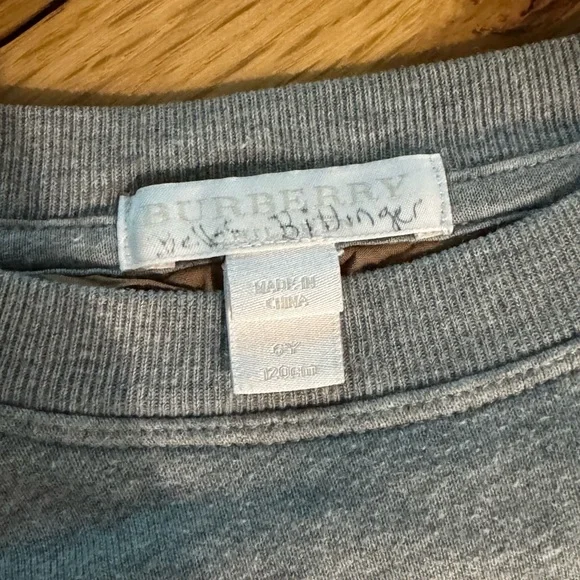 BURBERRY
Bittinger
MADE IN
CHINA
6Y
120cm